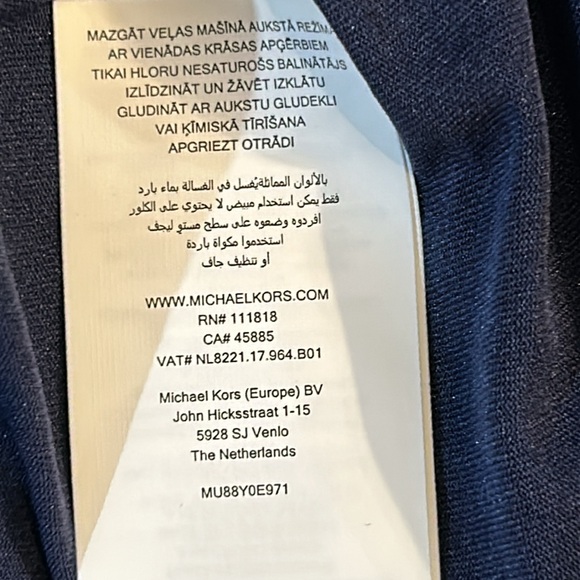 MAZGĀT VEĻAS MAŠĪNĀ AUKSTĀ REŽĪMĀ
AR VIENĀDAS KRĀSAS APĢĒRBIEM
TIKAI HLORU NESATUROŠS BALINĀTĀJS
IZLĪDZINĀT UN ŽĀVĒT IZKLĀTU
GLUDINĀT AR AUKSTU GLUDEKLI
VAI ĶĪMISKĀ TĪRĪŠANA
APGRIEZT OTRĀDI
بالألوان المماثلةيُغسل في الغسالة بماء بارد
فقط يمكن استخدام مبيض لا يحتوي على الكلور
افردوه وضعوه على سطح مستوٍ ليجف
استخدموا مكواة باردة
أو تنظيف جاف
WWW.MICHAELKORS.COM
RN# 111818
CA# 45885
VAT# NL8221.17.964.B01
Michael Kors (Europe) BV
John Hicksstraat 1-15
5928 SJ Venlo
The Netherlands
MU88Y0E971